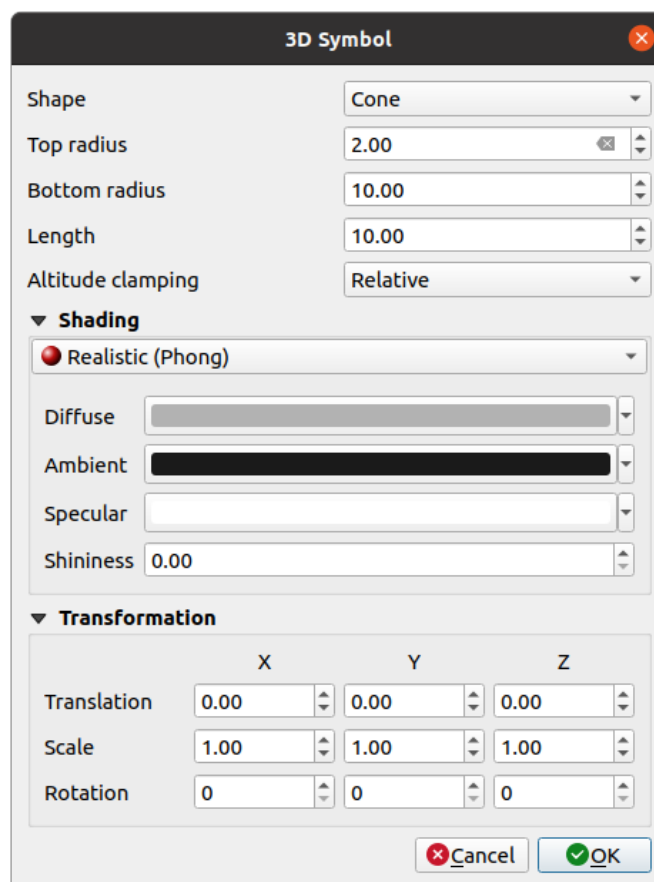 3D Symbol
Shape Cone
Top radius 2.00
Bottom radius 10.00
Length 10.00
Altitude clamping Relative
Shading
Realistic (Phong)
Diffuse
Ambient
Specular
Shininess 0.00
Transformation
X Y Z
Translation 0.00 0.00 0.00
Scale 1.00 1.00 1.00
Rotation 0 0 0
Cancel OK